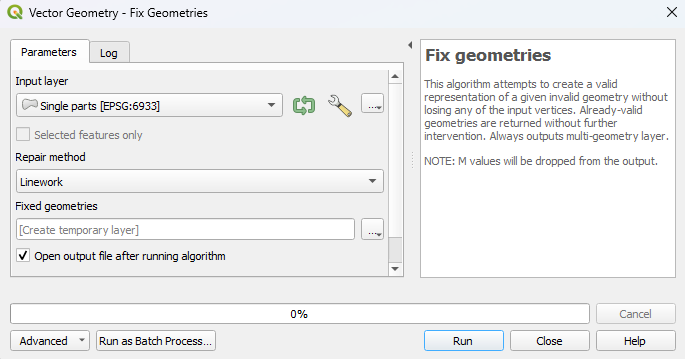 Vector Geometry - Fix Geometries
Parameters
Log
Input layer
Single parts [EPSG:6933]
...
Selected features only
Repair method
Linework
Fixed geometries
[Create temporary layer]
...
Open output file after running algorithm
Fix geometries
This algorithm attempts to create a valid
representation of a given invalid geometry without
losing any of the input vertices. Already-valid
geometries are returned without further
intervention. Always outputs multi-geometry layer.
NOTE: M values will be dropped from the output.
0%
Cancel
Advanced
Run as Batch Process...
Run
Close
Help